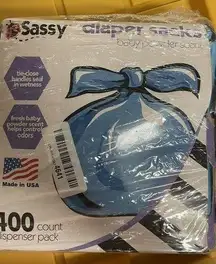 Sassy
diaper sacks
baby powder scent
tie-close
handles seal
in wetness
fresh baby
powder scent
helps control
odors
Made in USA
400 count
dispenser pack